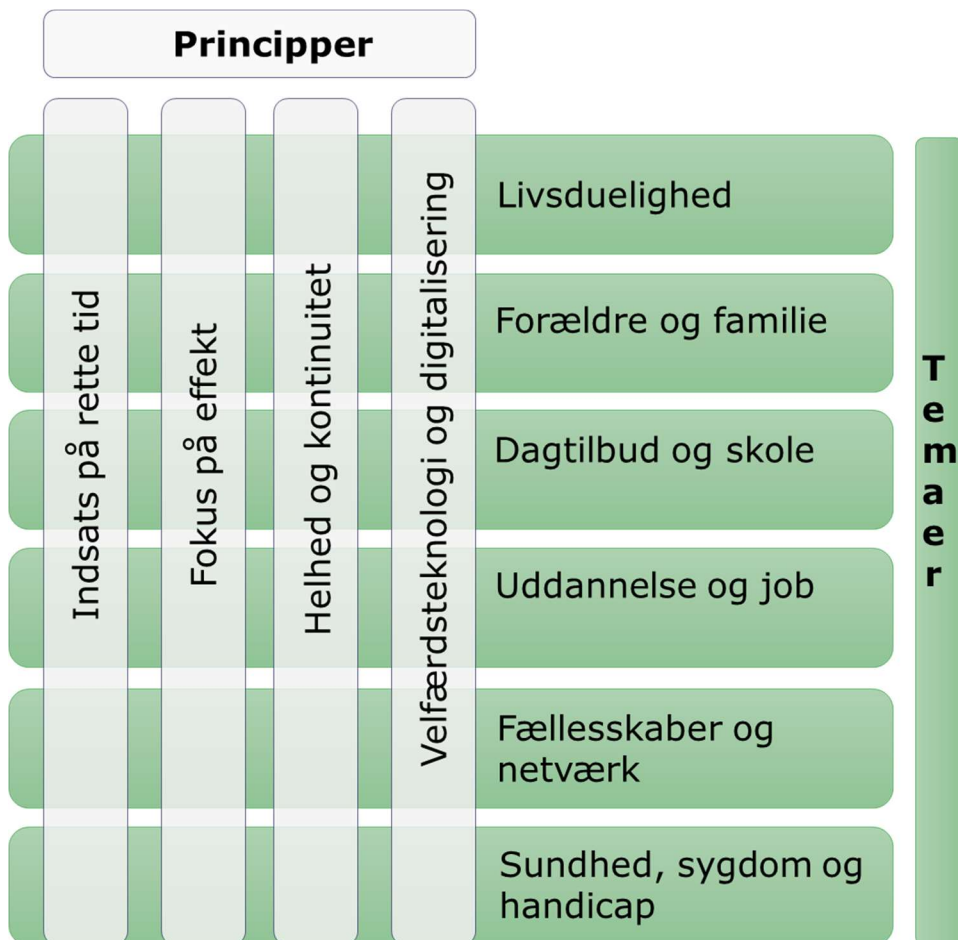 Principper
Indsats på rette tid
Fokus på effekt
Helhed og kontinuitet
Velfærdsteknologi og digitalisering
Livsduelighed
Forældre og familie
Dagtilbud og skole
Uddannelse og job
Fællesskaber og
netværk
Sundhed, sygdom og
handicap
Temaer